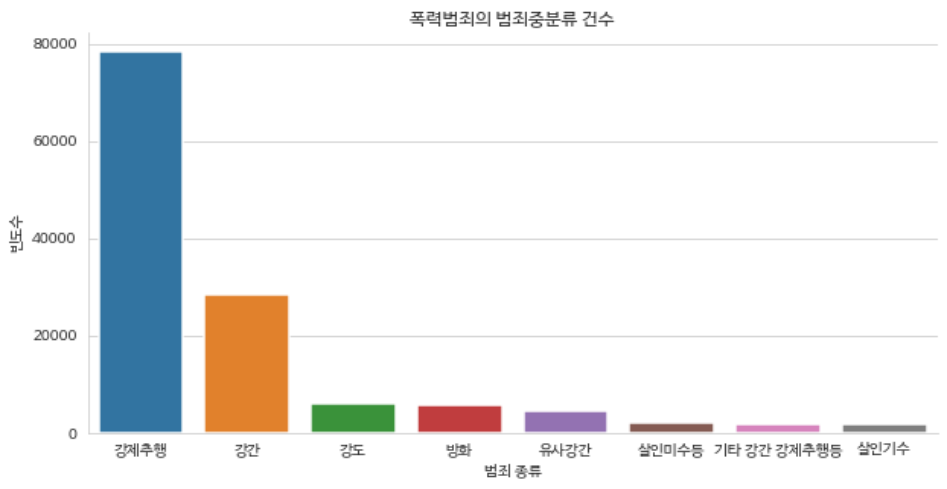 폭력범죄의 범죄중분류 건수
80000
60000
40000
20000
0
빈도수
강제추행 강간 강도 방화 유사강간 살인미수등 기타 강간 강제추행등 살인기수
범죄 종류